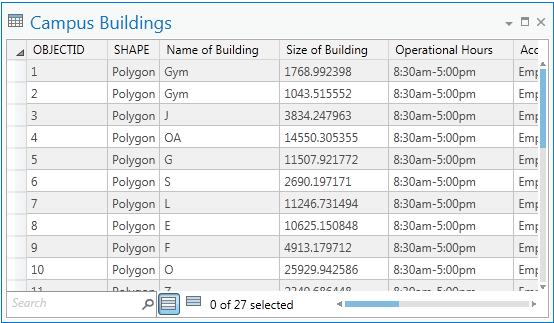 Campus Buildings
OBJECTID SHAPE Name of Building Size of Building Operational Hours Acc
1 Polygon Gym 1768.992398 8:30am-5:00pm Emp
2 Polygon Gym 1043.515552 8:30am-5:00pm Emp
3 Polygon J 3834.247963 8:30am-5:00pm Emp
4 Polygon OA 14550.305355 8:30am-5:00pm Emp
5 Polygon G 11507.921772 8:30am-5:00pm Emp
6 Polygon S 2690.197171 8:30am-5:00pm Emp
7 Polygon L 11246.731494 8:30am-5:00pm Emp
8 Polygon E 10625.150848 8:30am-5:00pm Emp
9 Polygon F 4913.179712 8:30am-5:00pm Emp
10 Polygon O 25929.942586 8:30am-5:00pm Emp
11 Polygon 8:30am-5:00pm
Search 0 of 27 selected